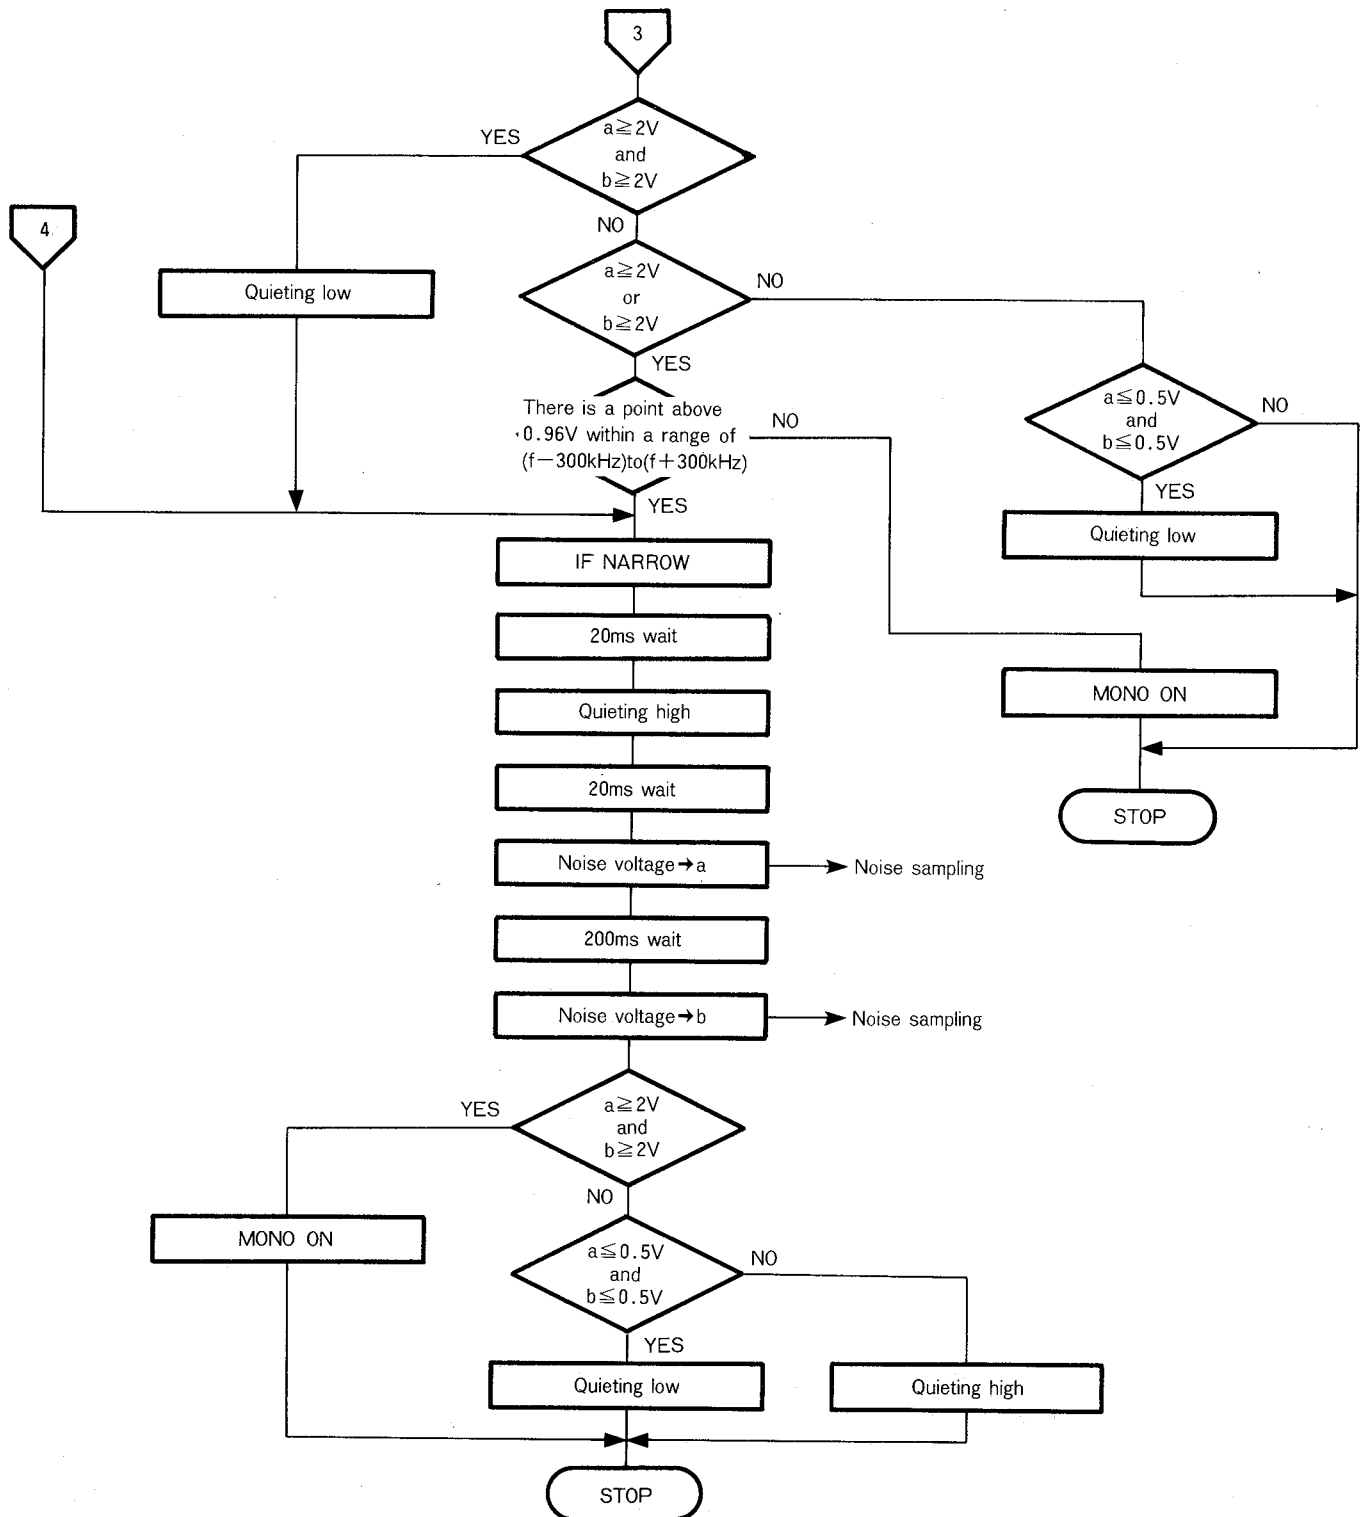 3
YES
a≧2V
and
b≧2V
NO
4
Quieting low
a≧2V
or
b≧2V
NO
YES
There is a point above
0.96V within a range of
(f−300kHz)to(f+300kHz)
NO
YES
a≦0.5V
and
b≦0.5V
NO
YES
Quieting low
IF NARROW
20ms wait
MONO ON
Quieting high
20ms wait
STOP
Noise voltage→a
Noise sampling
200ms wait
Noise voltage→b
Noise sampling
YES
a≧2V
and
b≧2V
NO
MONO ON
a≦0.5V
and
b≦0.5V
NO
YES
Quieting low
Quieting high
STOP